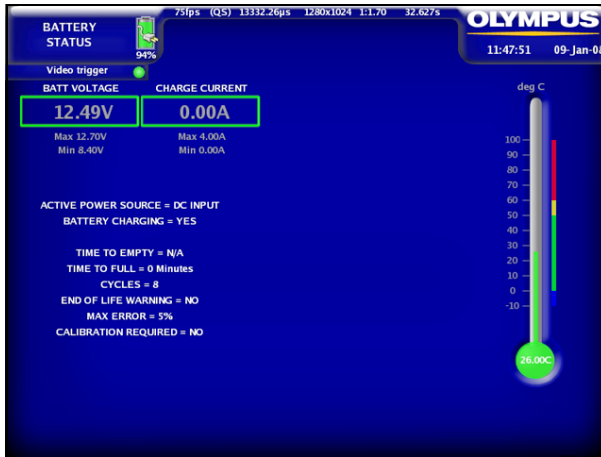 75fps (QS) 13332.26µs 1280x1024 1:1.70 32.627s
BATTERY
STATUS
94%
OLYMPUS
11:47:51 09-Jan-08
Video trigger
BATT VOLTAGE CHARGE CURRENT
12.49V 0.00A
Max 12.70V Max 4.00A
Min 8.40V Min 0.00A
ACTIVE POWER SOURCE = DC INPUT
BATTERY CHARGING = YES
TIME TO EMPTY = N/A
TIME TO FULL = 0 Minutes
CYCLES = 8
END OF LIFE WARNING = NO
MAX ERROR = 5%
CALIBRATION REQUIRED = NO
deg C
100
90
80
70
60
50
40
30
20
10
0
-10
26.00C